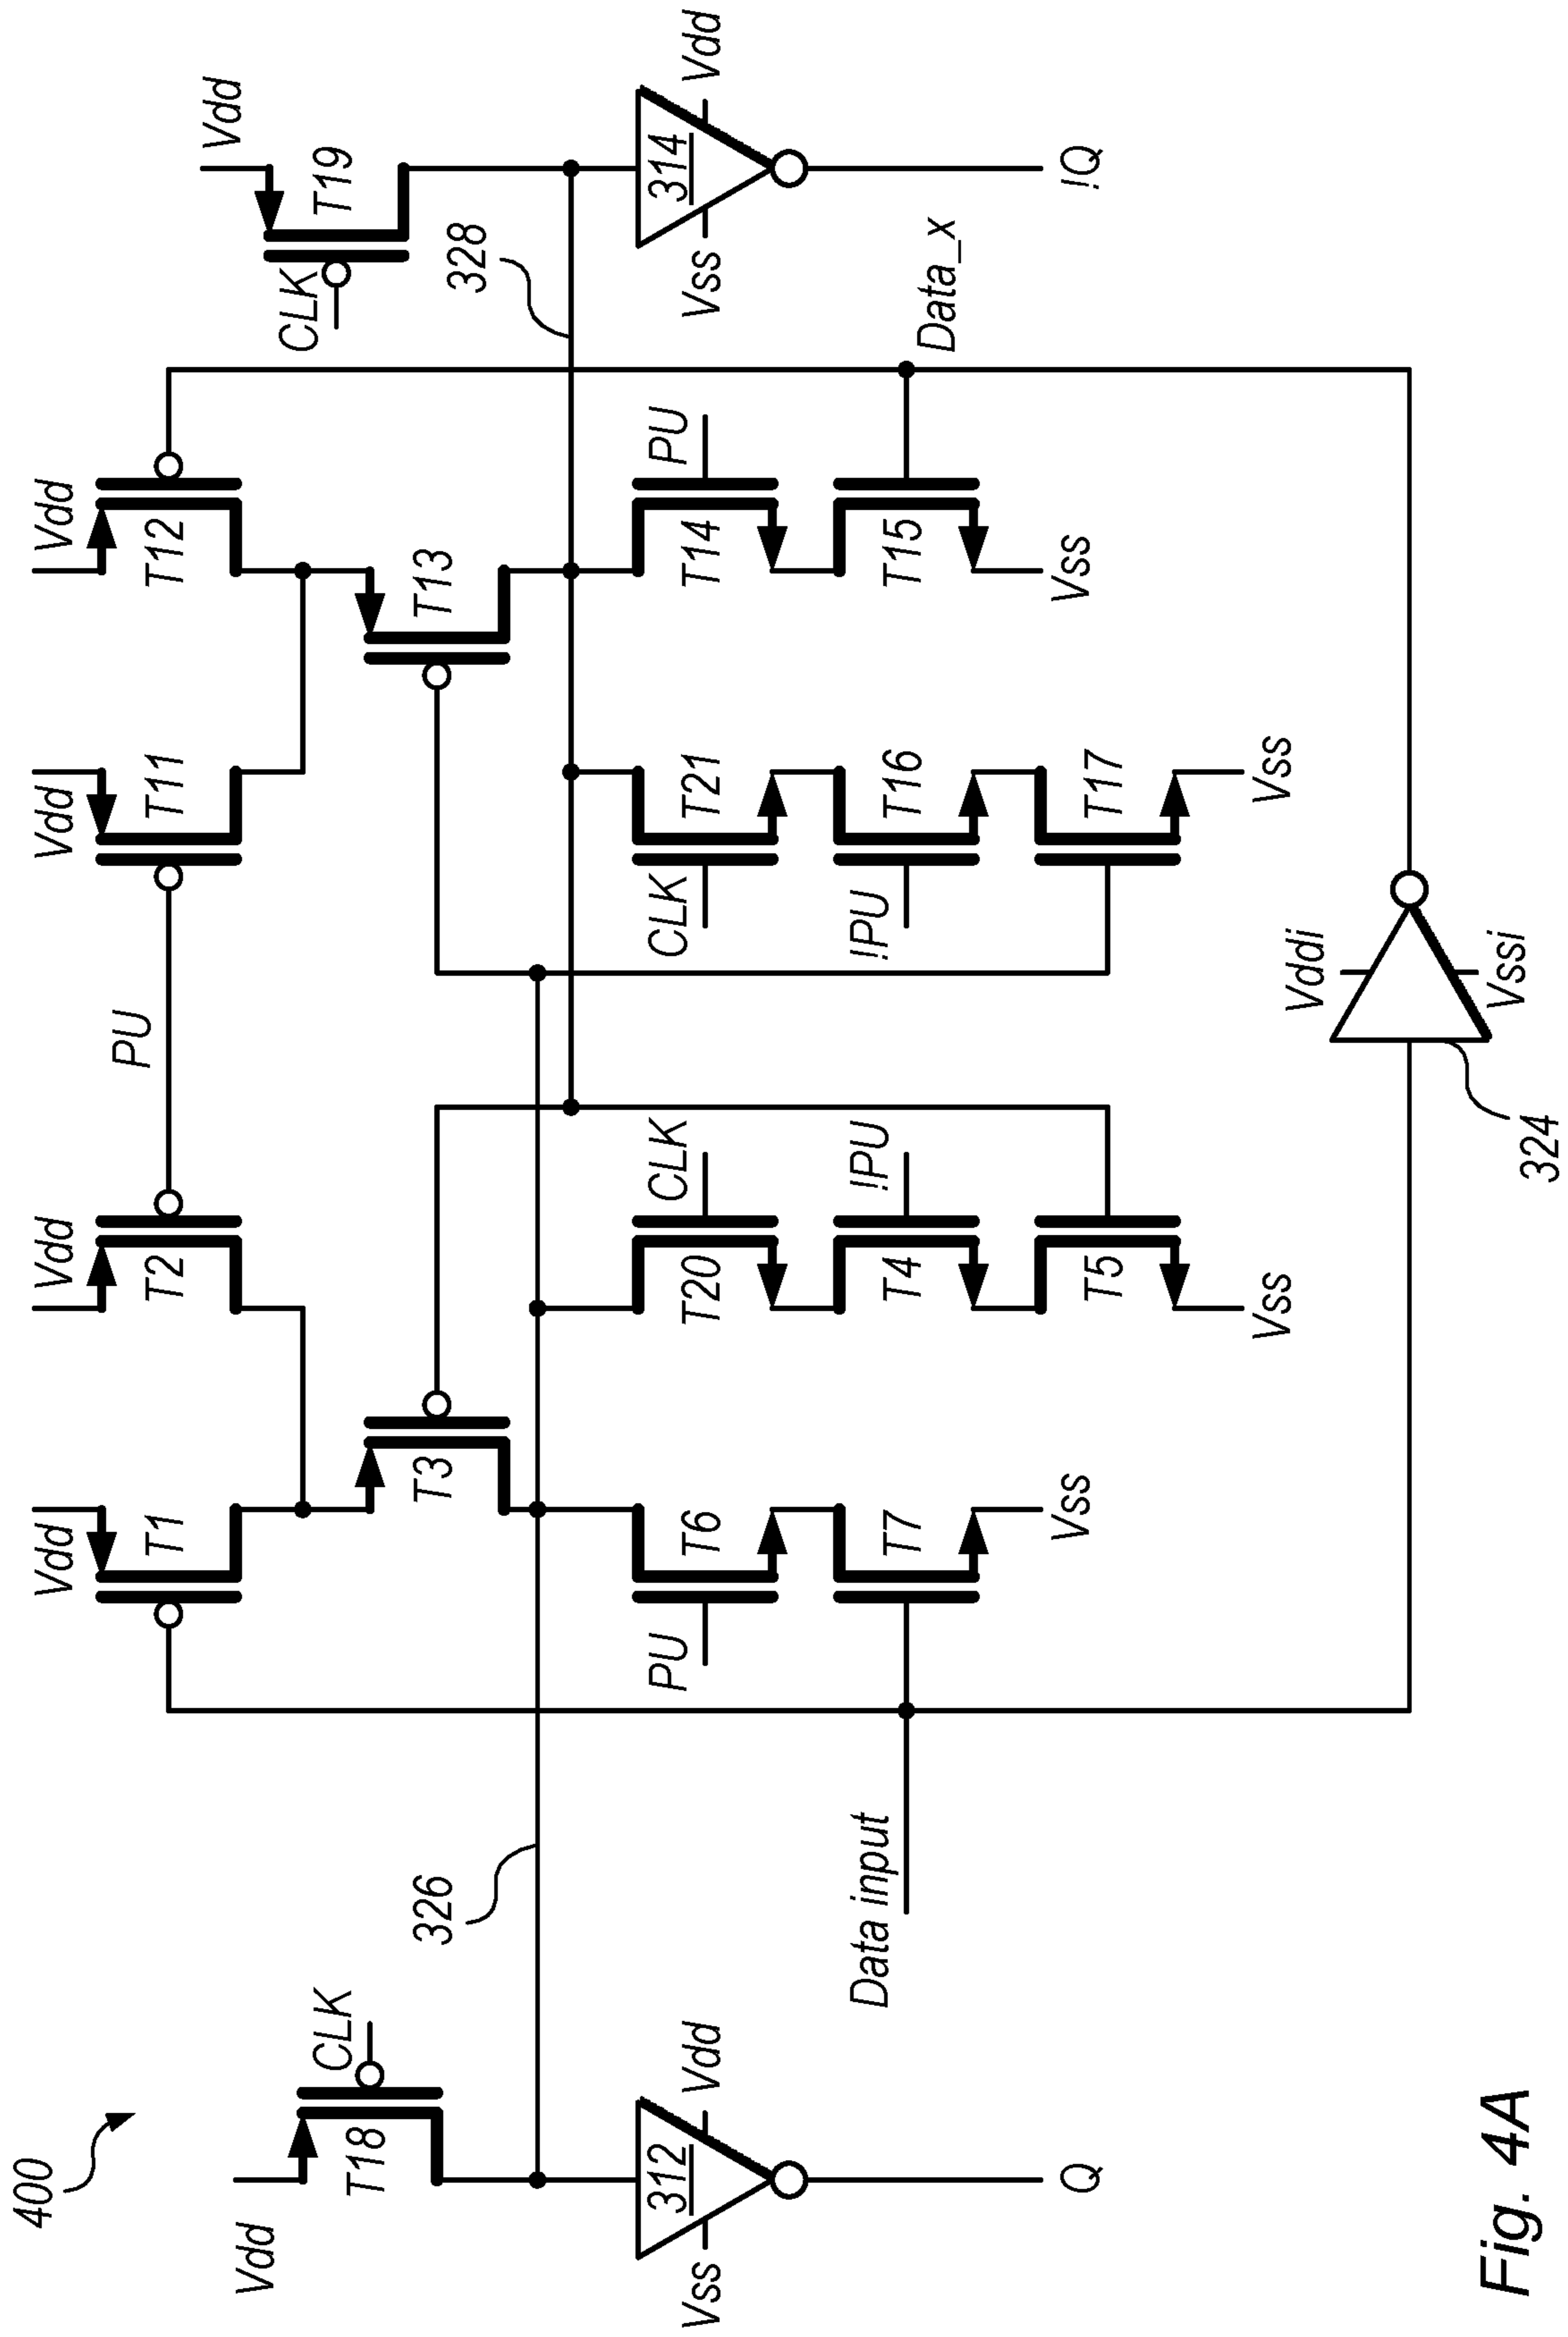 400
Vdd
T18
CLK
326
Vss
312
Vdd
Q
Vdd
T1
Vdd
T2
PU
Vdd
T11
Vdd
T12
Vdd
T19
CLK
T3
T13
328
PU
T6
T20
CLK
CLK
T21
T14
PU
Vss
314
Vdd
Data input
T7
T4
!PU
!PU
T16
T15
Data_x
Vss
T5
T17
Vss
!Q
Vss
Vss
Vddi
Vssi
324
Fig. 4A